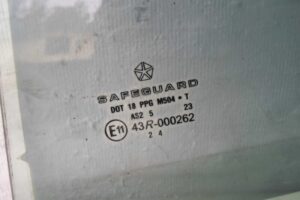 SAFEGUARD
DOT 18 PPG M504 • T
AS2 5 23
E11 43R-000262
2 4